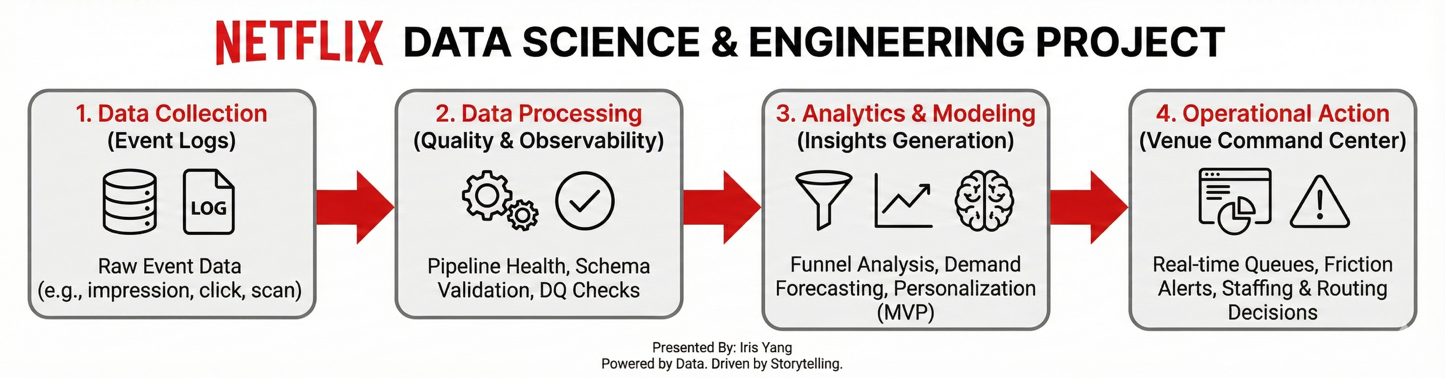 NETFLIX DATA SCIENCE & ENGINEERING PROJECT
1. Data Collection
(Event Logs)
LOG
Raw Event Data
(e.g., impression, click, scan)
2. Data Processing
(Quality & Observability)
Pipeline Health, Schema
Validation, DQ Checks
3. Analytics & Modeling
(Insights Generation)
Funnel Analysis, Demand
Forecasting, Personalization
(MVP)
4. Operational Action
(Venue Command Center)
Real-time Queues, Friction
Alerts, Staffing & Routing
Decisions
Presented By: Iris Yang
Powered by Data. Driven by Storytelling.